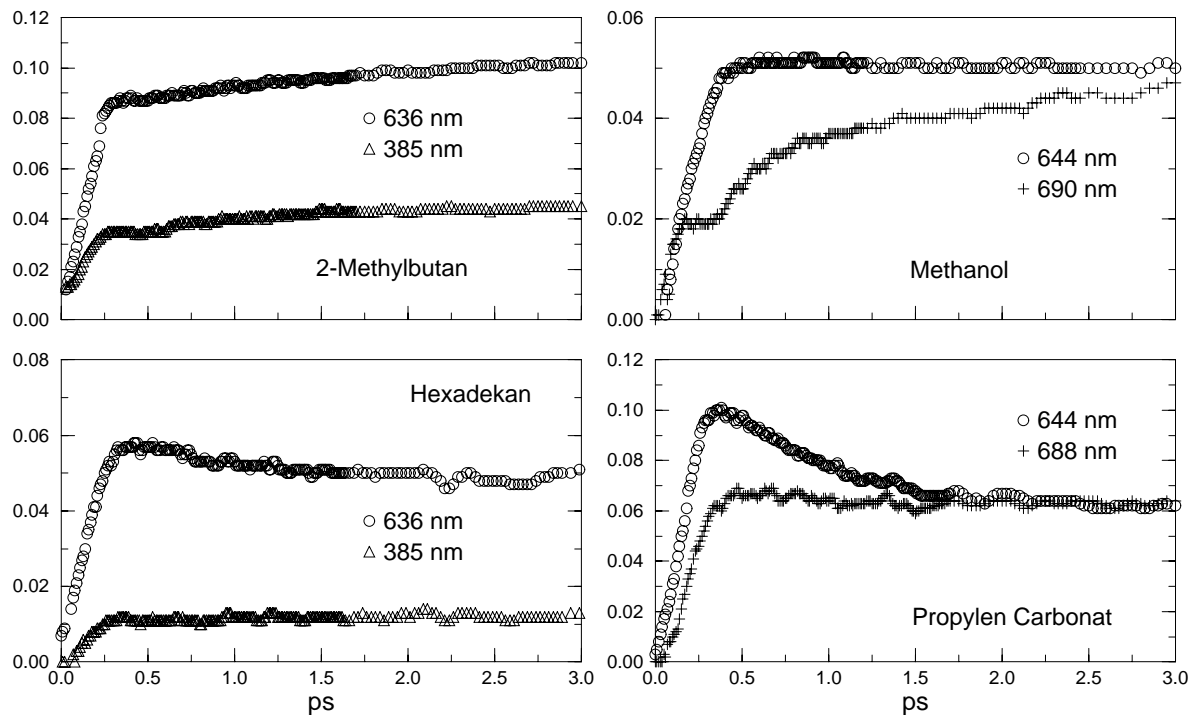 0.12
0.10
0.08
0.06
0.04
0.02
0.00
636 nm
385 nm
2-Methylbutan
0.06
0.04
0.02
0.00
644 nm
690 nm
Methanol
0.08
0.06
0.04
0.02
0.00
0.0 0.5 1.0 1.5 2.0 2.5 3.0
ps
Hexadekan
636 nm
385 nm
0.12
0.10
0.08
0.06
0.04
0.02
0.00
0.0 0.5 1.0 1.5 2.0 2.5 3.0
ps
644 nm
688 nm
Propylen Carbonat